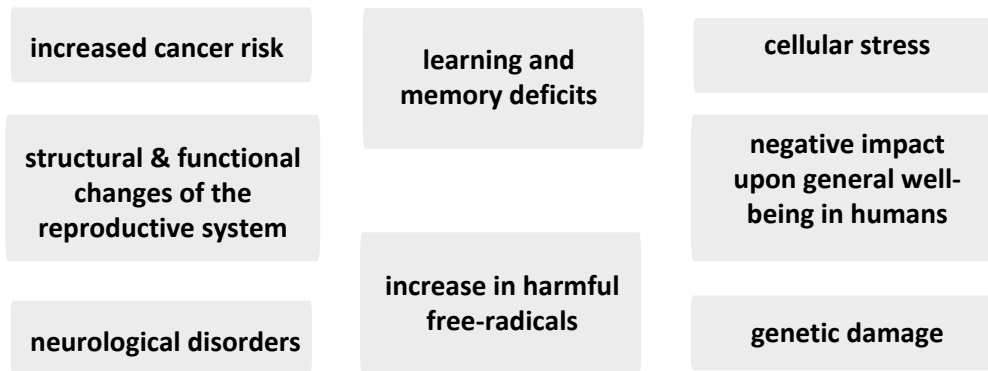 increased cancer risk
structural & functional
changes of the
reproductive system
neurological disorders
learning and
memory deficits
increase in harmful
free-radicals
cellular stress
negative impact
upon general well-
being in humans
genetic damage